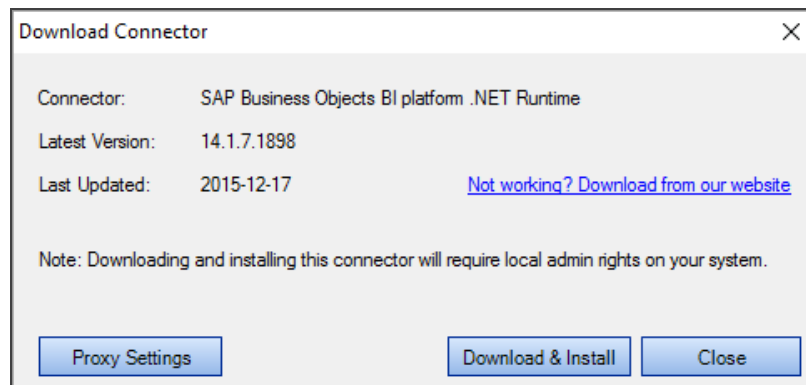 Download Connector
Connector: SAP Business Objects BI platform .NET Runtime
Latest Version: 14.1.7.1898
Last Updated: 2015-12-17 Not working? Download from our website
Note: Downloading and installing this connector will require local admin rights on your system.
Proxy Settings Download & Install Close